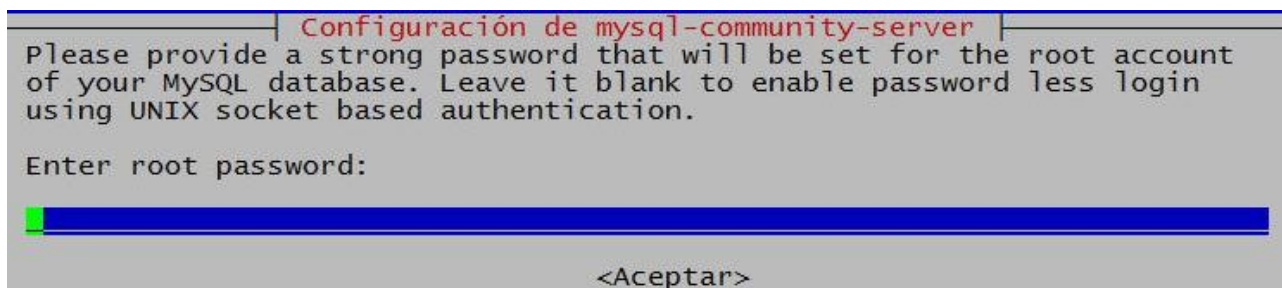 Configuración de mysql-community-server
Please provide a strong password that will be set for the root account
of your MySQL database. Leave it blank to enable password less login
using UNIX socket based authentication.
Enter root password:
<Aceptar>